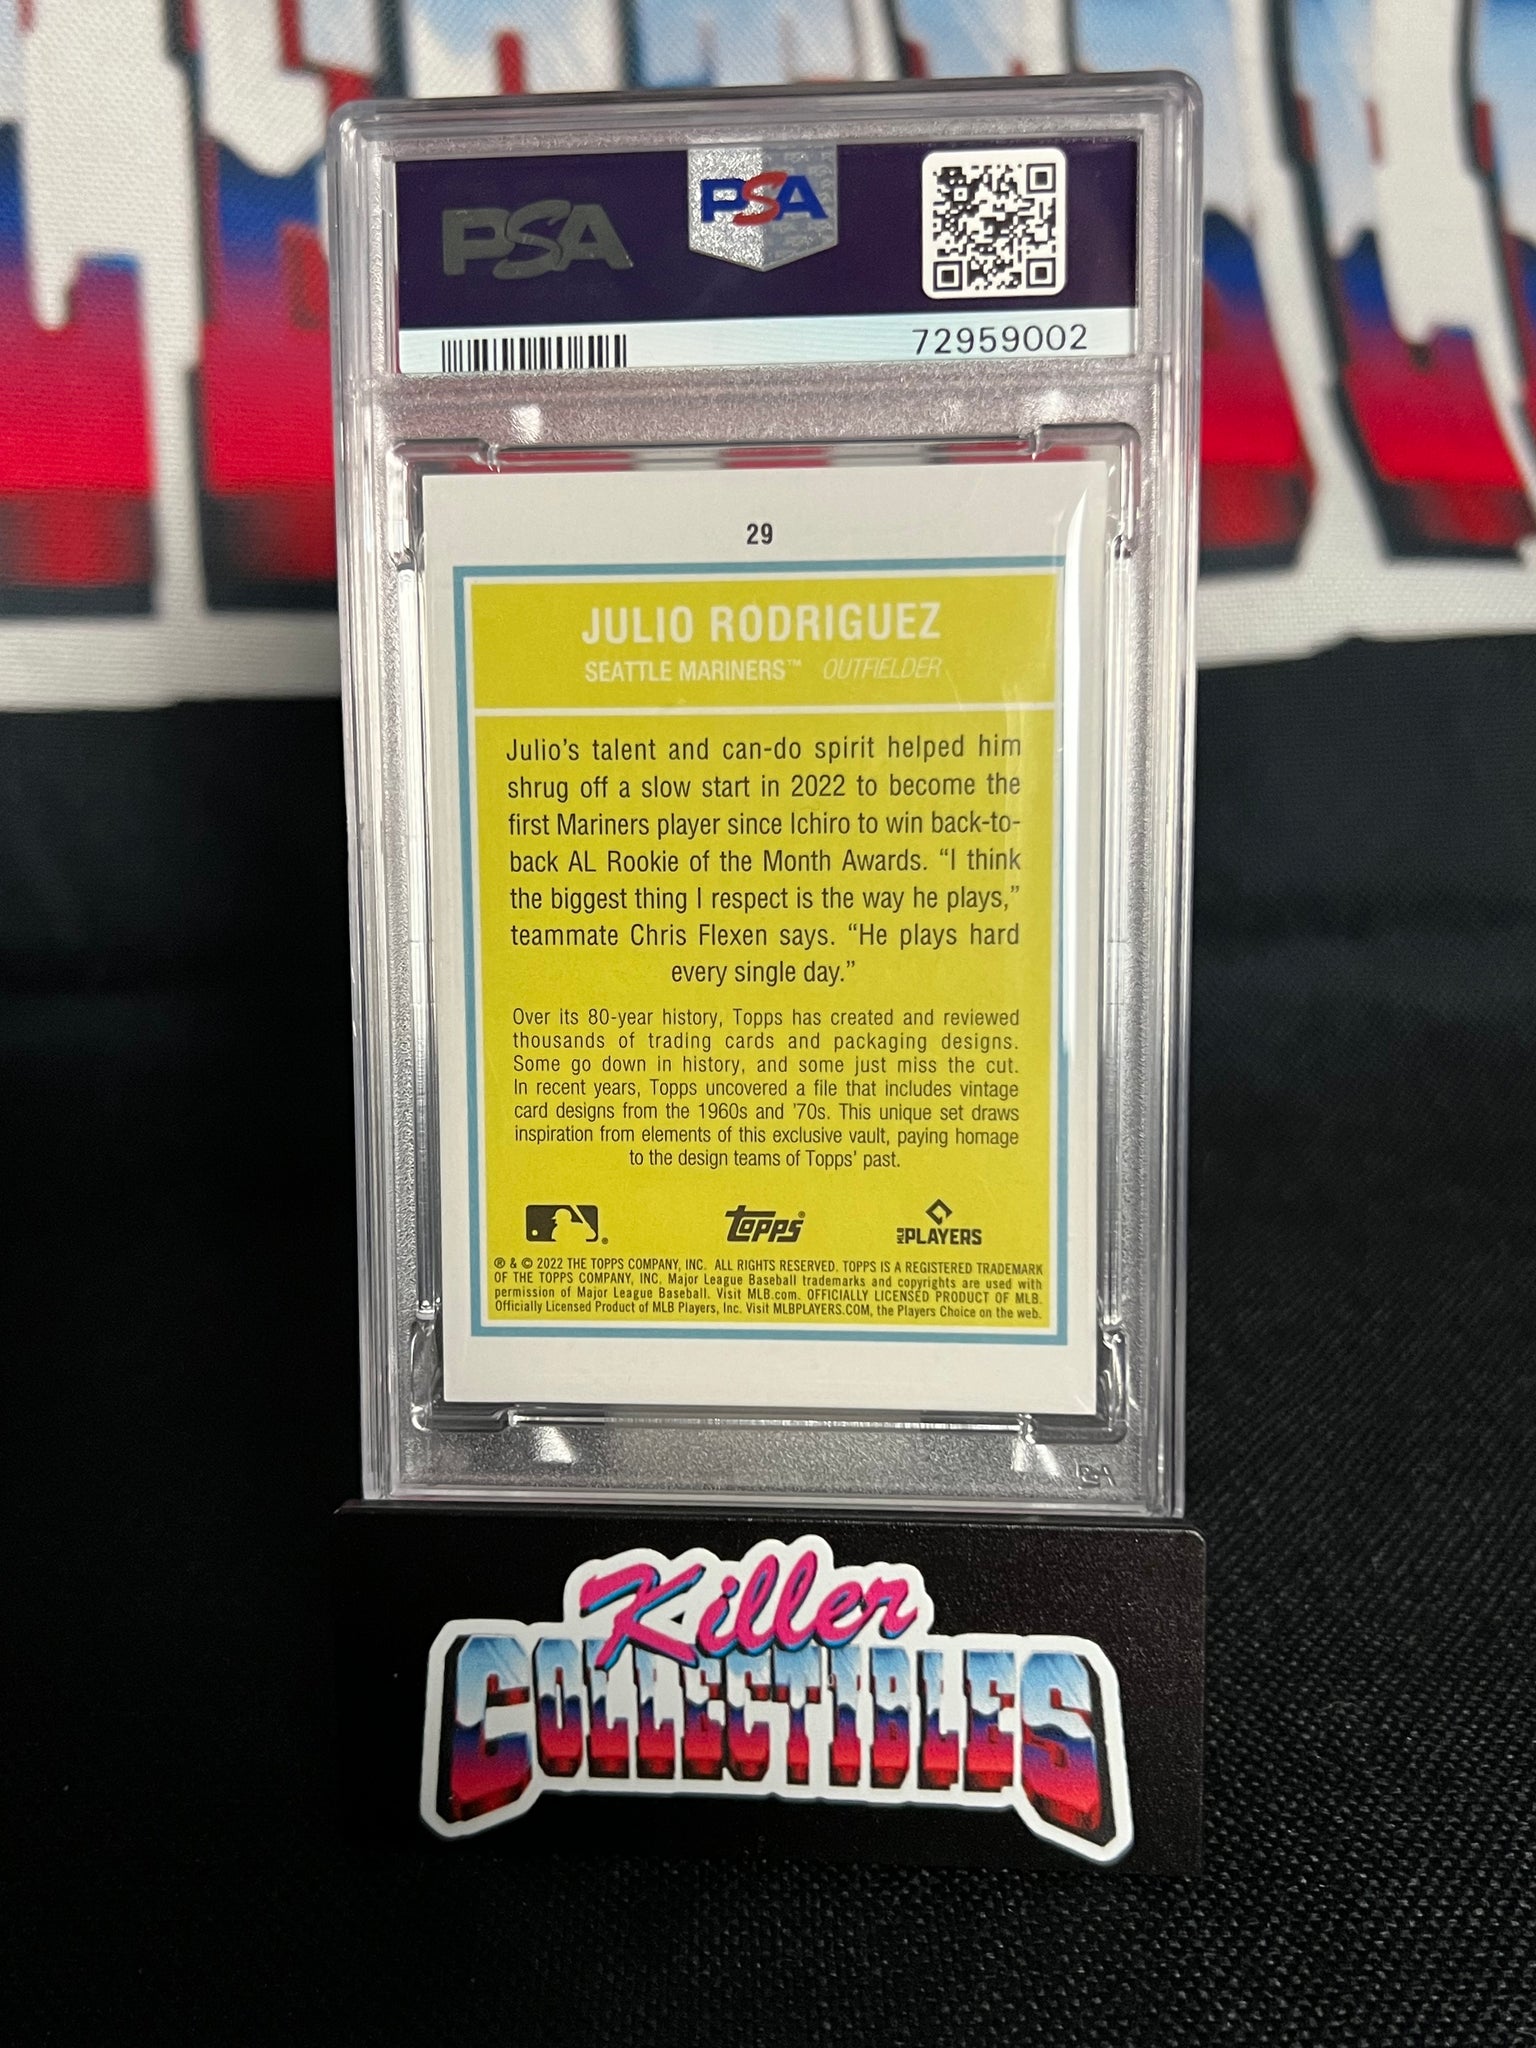 PSA
PSA
72959002
29
JULIO RODRIGUEZ
SEATTLE MARINERS™ OUTFIELDER
Julio's talent and can-do spirit helped him
shrug off a slow start in 2022 to become the
first Mariners player since Ichiro to win back-to-
back AL Rookie of the Month Awards. “I think
the biggest thing I respect is the way he plays,”
teammate Chris Flexen says. “He plays hard
every single day.”
Over its 80-year history, Topps has created and reviewed
thousands of trading cards and packaging designs.
Some go down in history, and some just miss the cut.
In recent years, Topps uncovered a file that includes vintage
card designs from the 1960s and '70s. This unique set draws
inspiration from elements of this exclusive vault, paying homage
to the design teams of Topps' past.
topps®
MLB PLAYERS
® & © 2022 THE TOPPS COMPANY, INC. ALL RIGHTS RESERVED. TOPPS IS A REGISTERED TRADEMARK
OF THE TOPPS COMPANY, INC. Major League Baseball trademarks and copyrights are used with
permission of Major League Baseball. Visit MLB.com. OFFICIALLY LICENSED PRODUCT OF MLB.
Officially Licensed Product of MLB Players, Inc. Visit MLBPLAYERS.COM, the Players Choice on the web.
PSA
Killer
COLLECTIBLES